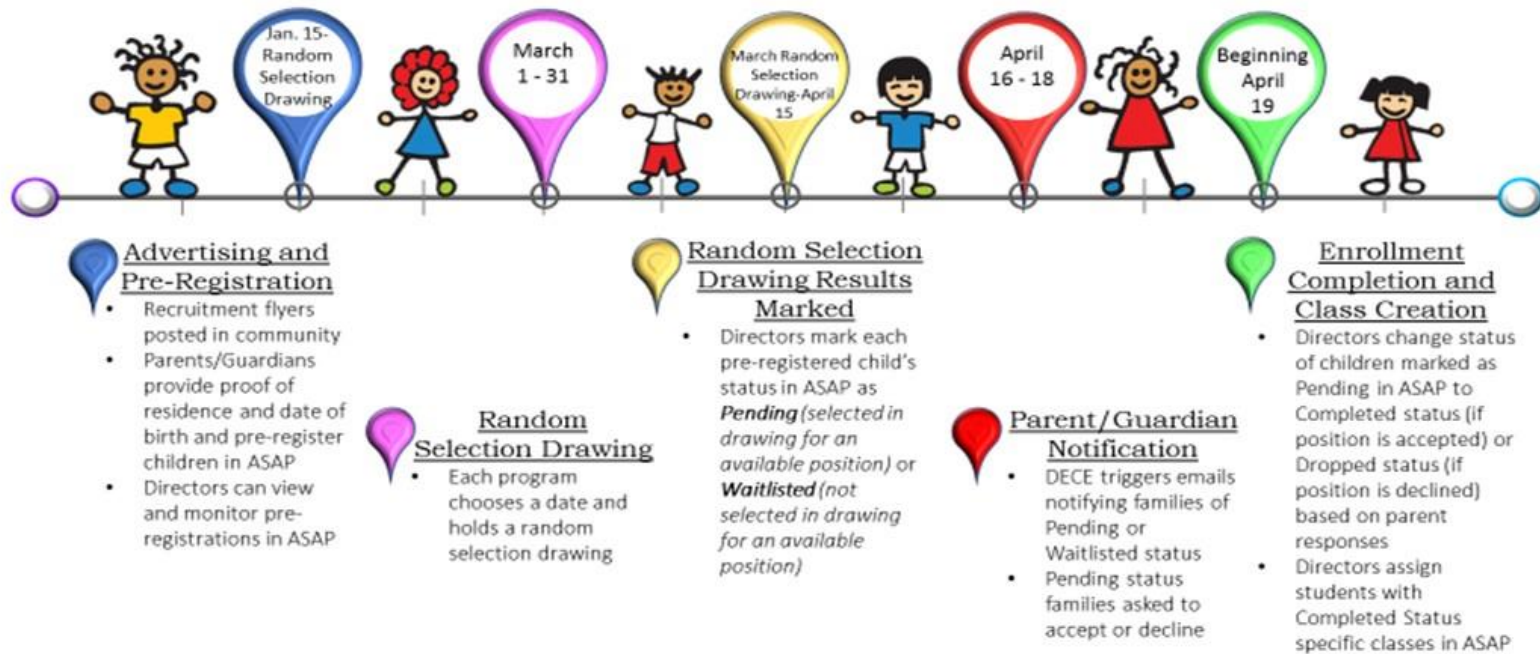 Jan. 15-
Random
Selection
Drawing
March
1 - 31
March Random
Selection
Drawing-April
15
April
16 - 18
Beginning
April
19
Advertising and
Pre-Registration
• Recruitment flyers
posted in community
• Parents/Guardians
provide proof of
residence and date of
birth and pre-register
children in ASAP
• Directors can view
and monitor pre-
registrations in ASAP
Random
Selection Drawing
• Each program
chooses a date and
holds a random
selection drawing
Random Selection
Drawing Results
Marked
• Directors mark each
pre-registered child's
status in ASAP as
Pending (selected in
drawing for an
available position) or
Waitlisted (not
selected in drawing
for an available
position)
Parent/Guardian
Notification
• DECE triggers emails
notifying families of
Pending or
Waitlisted status
• Pending status
families asked to
accept or decline
Enrollment
Completion and
Class Creation
• Directors change status
of children marked as
Pending in ASAP to
Completed status (if
position is accepted) or
Dropped status (if
position is declined)
based on parent
responses
• Directors assign
students with
Completed Status
specific classes in ASAP